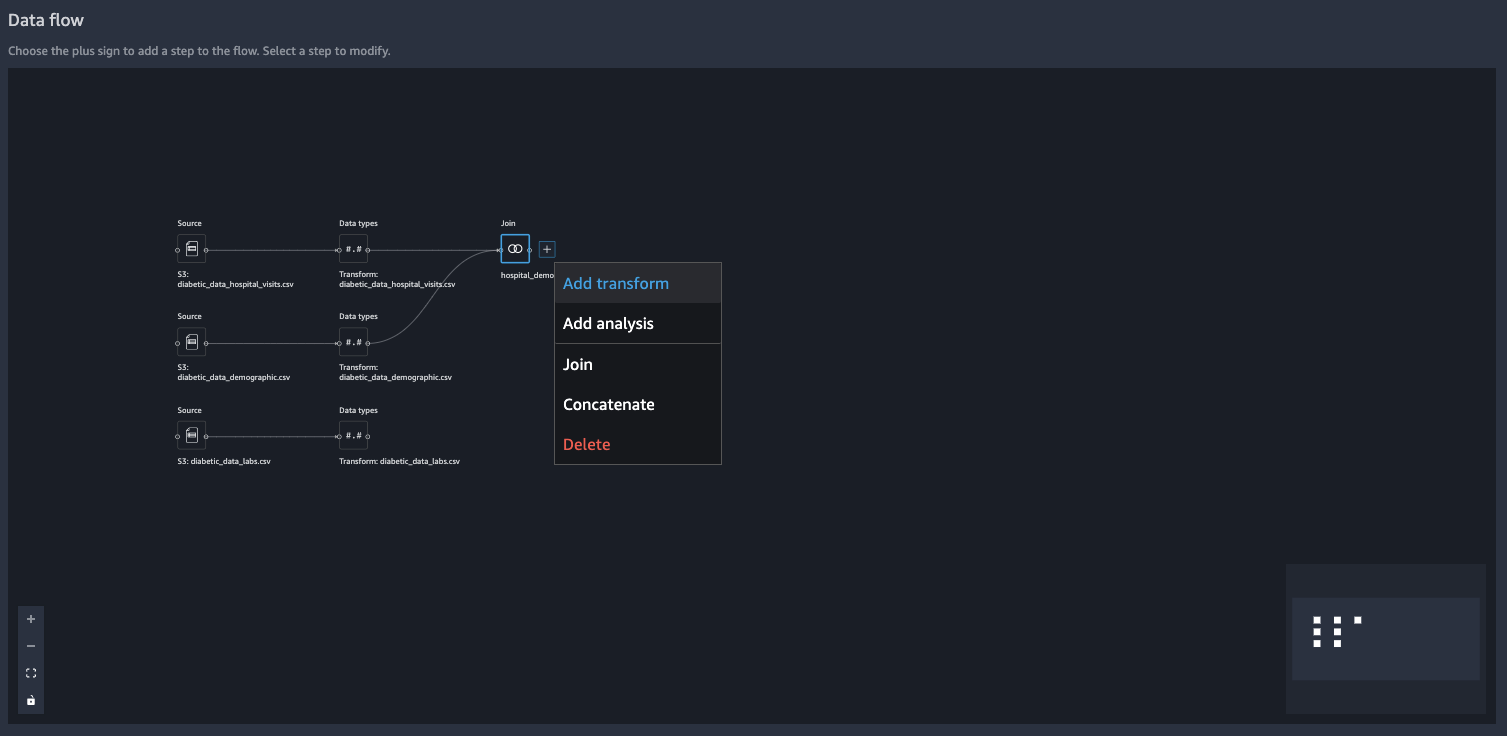 Data flow
Choose the plus sign to add a step to the flow. Select a step to modify.
Source
Data types
Join
#.#
S3:
diabetic_data_hospital_visits.csv
Transform:
diabetic_data_hospital_visits.csv
hospital_demo
Add transform
Add analysis
Join
Concatenate
Delete
Source
Data types
#.#
S3:
diabetic_data_demographic.csv
Transform:
diabetic_data_demographic.csv
Source
Data types
#.#
S3: diabetic_data_labs.csv
Transform: diabetic_data_labs.csv